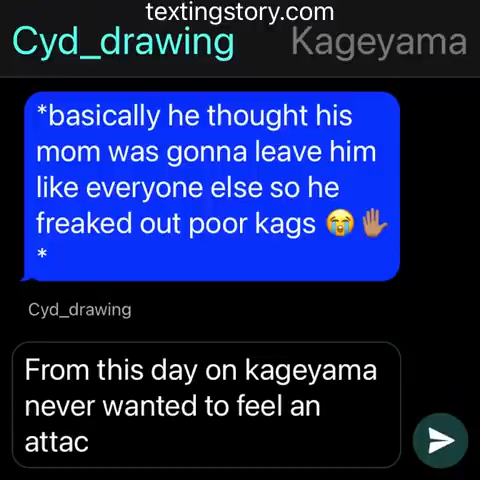 textingstory.com
Cyd_drawing Kageyama
*basically he thought his
mom was gonna leave him
like everyone else so he
freaked out poor kags 😭🤚🏽
*
Cyd_drawing
From this day on kageyama
never wanted to feel an
attac